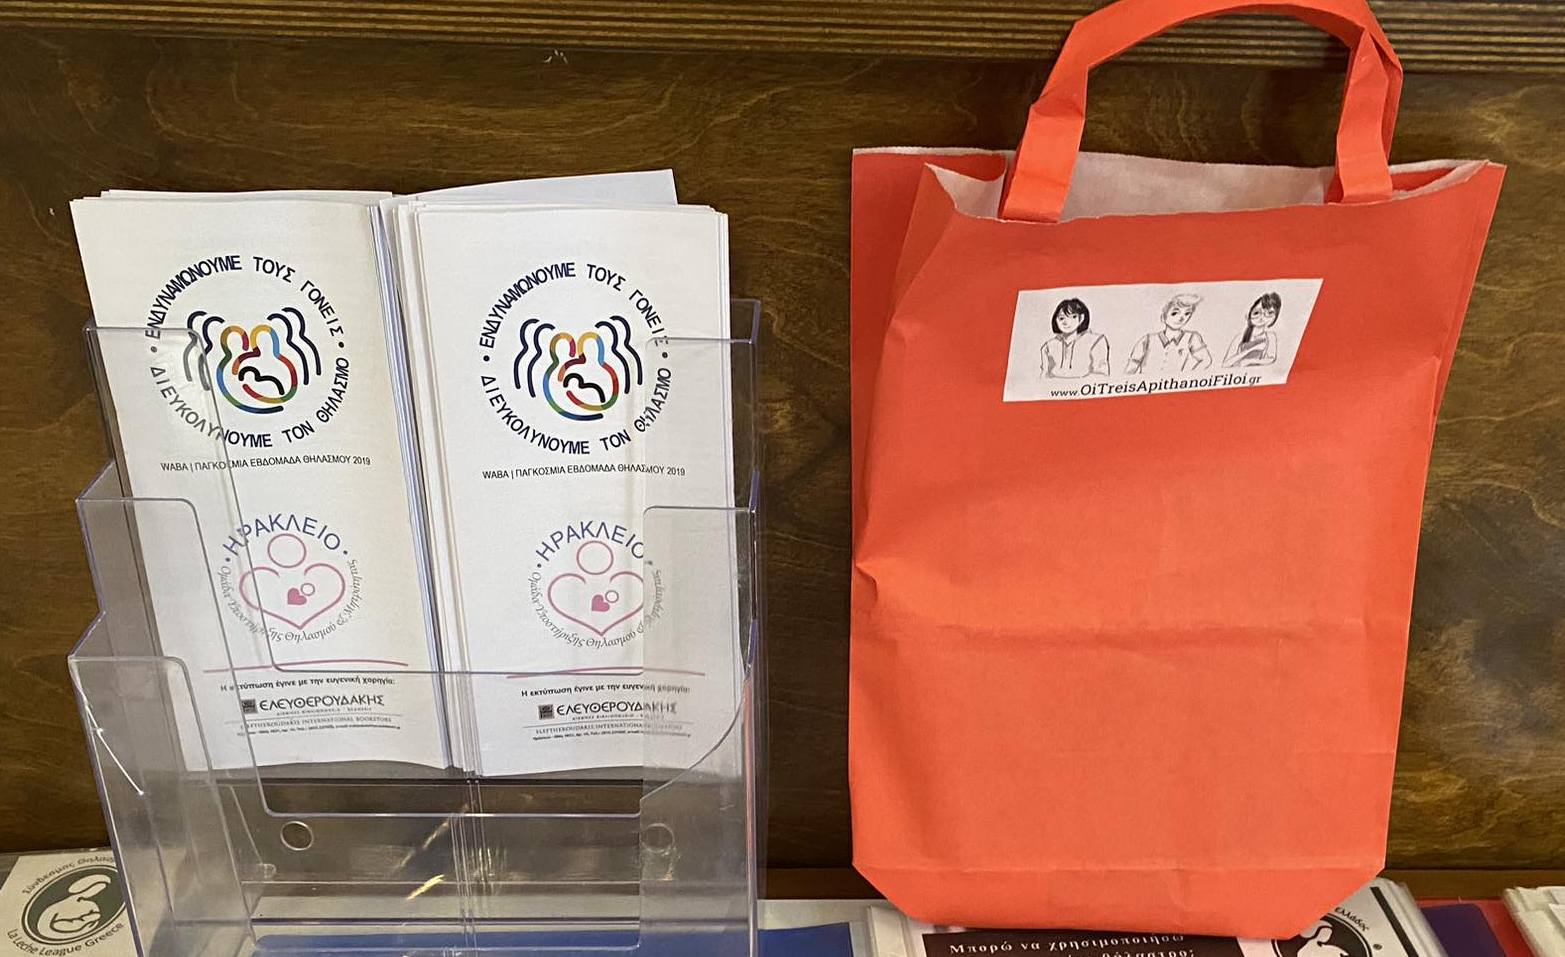 ΕΝΔΥΝΑΜΩΝΟΥΜΕ ΤΟΥΣ ΓΟΝΕΙΣ •
ΔΙΕΥΚΟΛΥΝΟΥΜΕ ΤΟΝ ΘΗΛΑΣΜΟ •
WABA | ΠΑΓΚΟΣΜΙΑ ΕΒΔΟΜΑΔΑ ΘΗΛΑΣΜΟΥ 2019
• ΗΡΑΚΛΕΙΟ •
Ομάδα Υποστήριξης Θηλασμού & Μητρότητας
Η εκτύπωση έγινε με την ευγενική χορηγία:
ΕΛΕΥΘΕΡΟΥΔΑΚΗΣ
ELEFTHEROUDAKIS INTERNATIONAL BOOKSTORES
ΕΝΔΥΝΑΜΩΝΟΥΜΕ ΤΟΥΣ ΓΟΝΕΙΣ •
ΔΙΕΥΚΟΛΥΝΟΥΜΕ ΤΟΝ ΘΗΛΑΣΜΟ •
WABA | ΠΑΓΚΟΣΜΙΑ ΕΒΔΟΜΑΔΑ ΘΗΛΑΣΜΟΥ 2019
• ΗΡΑΚΛΕΙΟ •
Ομάδα Υποστήριξης Θηλασμού & Μητρότητας
Η εκτύπωση έγινε με την ευγενική χορηγία:
ΕΛΕΥΘΕΡΟΥΔΑΚΗΣ
ELEFTHEROUDAKIS INTERNATIONAL BOOKSTORES
www.OiTreisApithanoiFiloi.gr
Σύνδεσμος
La Leche League Greece
Μπορώ να χρησιμοποιήσω
Ελλάδος